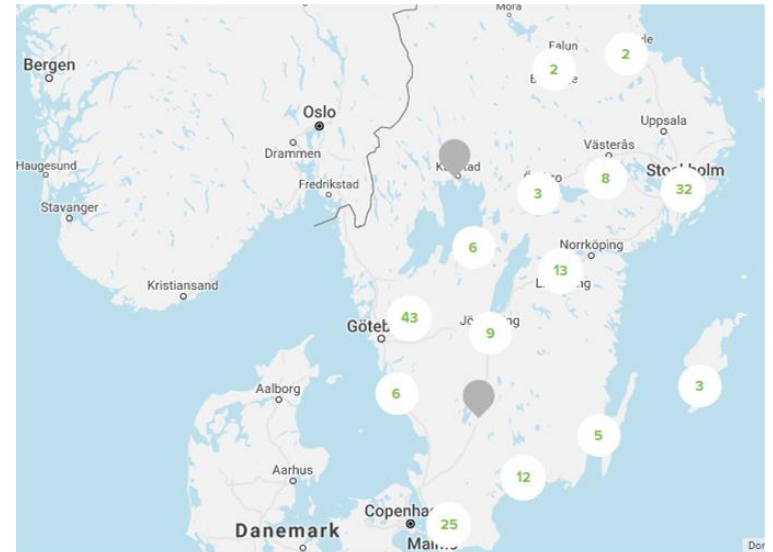 Mora
Falun
2
2
Bergen
Oslo
Uppsala
Drammen
Västerås
Haugesund
Fredrikstad
3
8
Stockholm
32
Stavanger
6
Norrköping
13
Kristiansand
43
Göteb
9
Aalborg
6
3
5
Aarhus
12
Copenha
25
Danemark